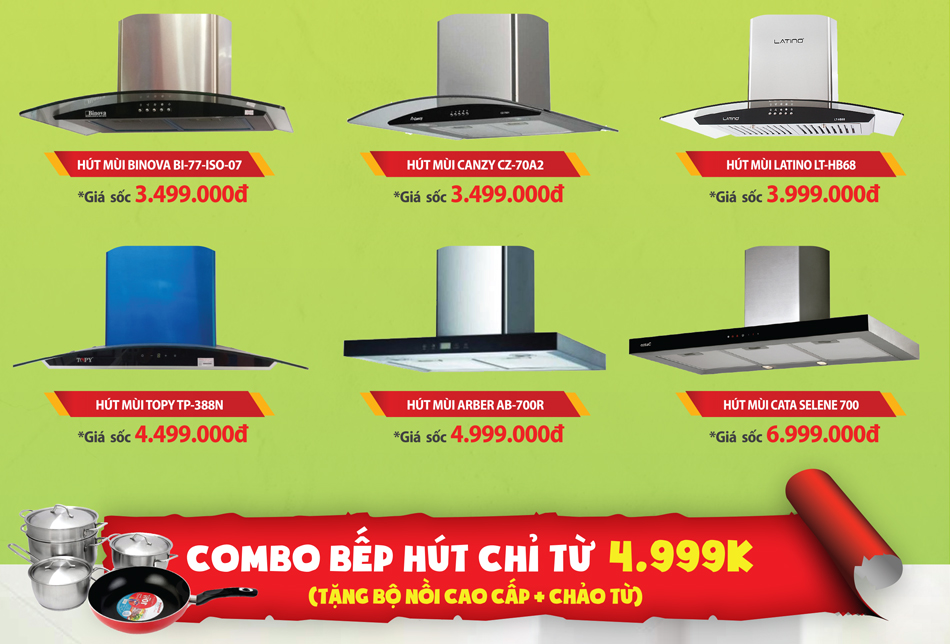 LATINO
Binova
LATINO
HÚT MÙI BINOVA BI-77-ISO-07
HÚT MÙI CANZY CZ-70A2
HÚT MÙI LATINO LT-HB68
*Giá sốc 3.499.000đ
*Giá sốc 3.499.000đ
*Giá sốc 3.999.000đ
TOPY
HÚT MÙI TOPY TP-388N
HÚT MÙI ARBER AB-700R
HÚT MÙI CATA SELENE 700
*Giá sốc 4.499.000đ
*Giá sốc 4.999.000đ
*Giá sốc 6.999.000đ
COMBO BẾP HÚT CHỈ TỪ 4.999K
(TẶNG BỘ NỒI CAO CẤP + CHẢO TỪ)